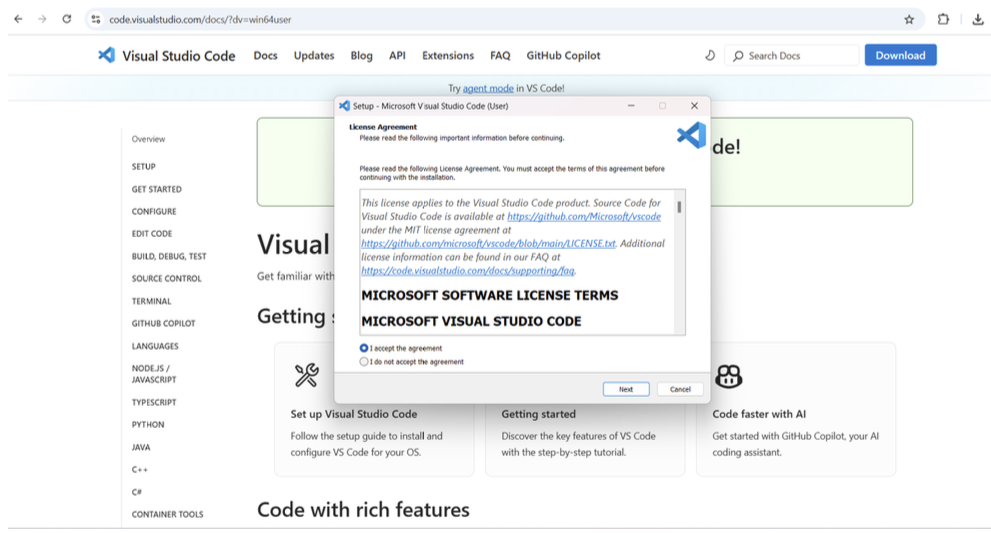 code.visualstudio.com/docs/?dv=win64user
Visual Studio Code
Docs
Updates
Blog
API
Extensions
FAQ
GitHub Copilot
Search Docs
Download
Try agent mode in VS Code!
Setup - Microsoft Visual Studio Code (User)
License Agreement
Please read the following important information before continuing.
Please read the following License Agreement. You must accept the terms of this agreement before
continuing with the installation.
This license applies to the Visual Studio Code product. Source Code for
Visual Studio Code is available at https://github.com/Microsoft/vscode
under the MIT license agreement at
https://github.com/microsoft/vscode/blob/main/LICENSE.txt. Additional
license information can be found in our FAQ at
https://code.visualstudio.com/docs/supporting/faq.
MICROSOFT SOFTWARE LICENSE TERMS
MICROSOFT VISUAL STUDIO CODE
I accept the agreement
I do not accept the agreement
Next
Cancel
de!
Overview
SETUP
GET STARTED
CONFIGURE
EDIT CODE
BUILD, DEBUG, TEST
SOURCE CONTROL
TERMINAL
GITHUB COPILOT
LANGUAGES
NODE.JS /
JAVASCRIPT
TYPESCRIPT
PYTHON
JAVA
C++
C#
CONTAINER TOOLS
Visual
Get familiar with
Getting
Set up Visual Studio Code
Follow the setup guide to install and
configure VS Code for your OS.
Getting started
Discover the key features of VS Code
with the step-by-step tutorial.
Code faster with AI
Get started with GitHub Copilot, your AI
coding assistant.
Code with rich features